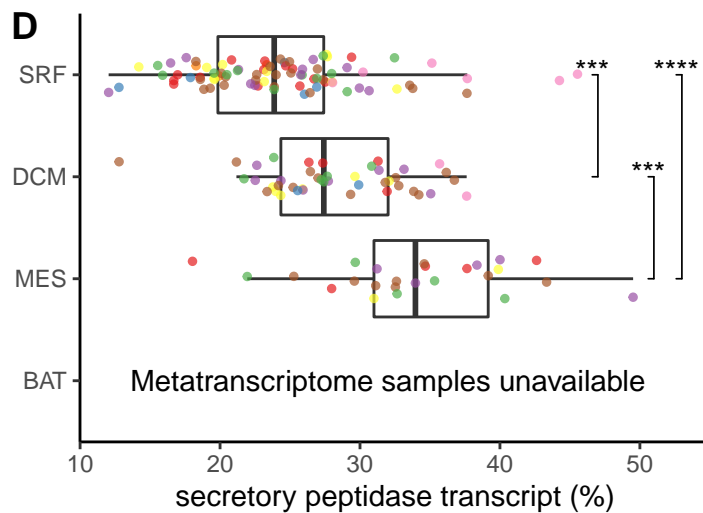 D
SRF
*** ****
DCM
***
MES
BAT
Metatranscriptome samples unavailable
10 20 30 40 50
secretory peptidase transcript (%)